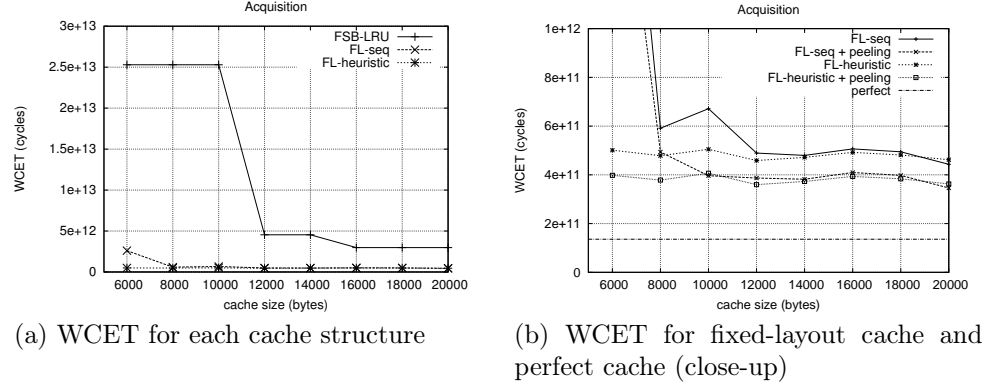 Acquisition
3e+13
2.5e+13
2e+13
1.5e+13
1e+13
5e+12
0
WCET (cycles)
FSB-LRU
FL-seq
FL-heuristic
6000 8000 10000 12000 14000 16000 18000 20000
cache size (bytes)
(a) WCET for each cache structure
Acquisition
1e+12
8e+11
6e+11
4e+11
2e+11
0
WCET (cycles)
FL-seq
FL-seq + peeling
FL-heuristic
FL-heuristic + peeling
perfect
6000 8000 10000 12000 14000 16000 18000 20000
cache size (bytes)
(b) WCET for fixed-layout cache and
perfect cache (close-up)